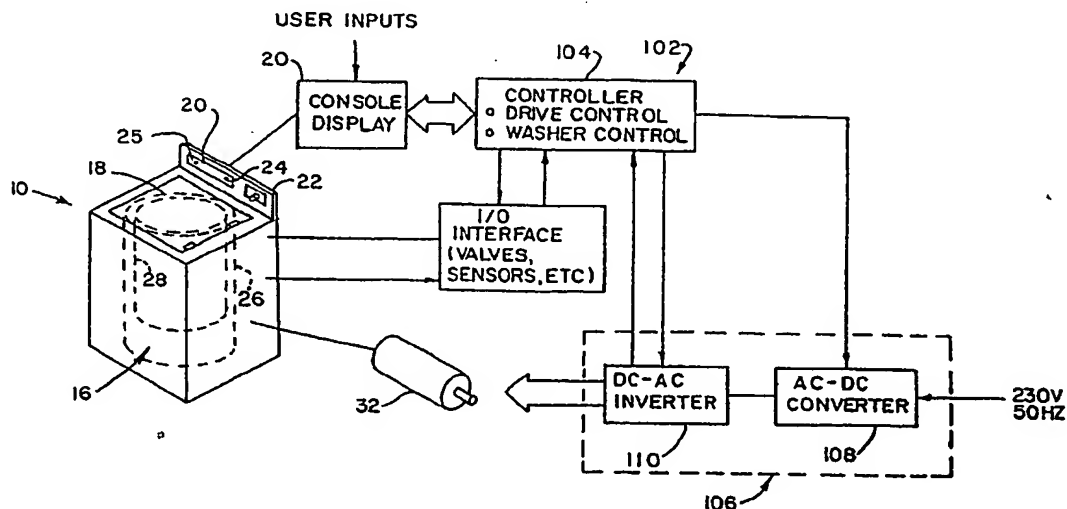 USER INPUTS
20
CONSOLE
DISPLAY
104
102
CONTROLLER
o DRIVE CONTROL
o WASHER CONTROL
20
25
24
22
18
10
I/O
INTERFACE
(VALVES,
SENSORS, ETC)
28
26
16
32
DC-AC
INVERTER
AC-DC
CONVERTER
230V
50HZ
110
108
106